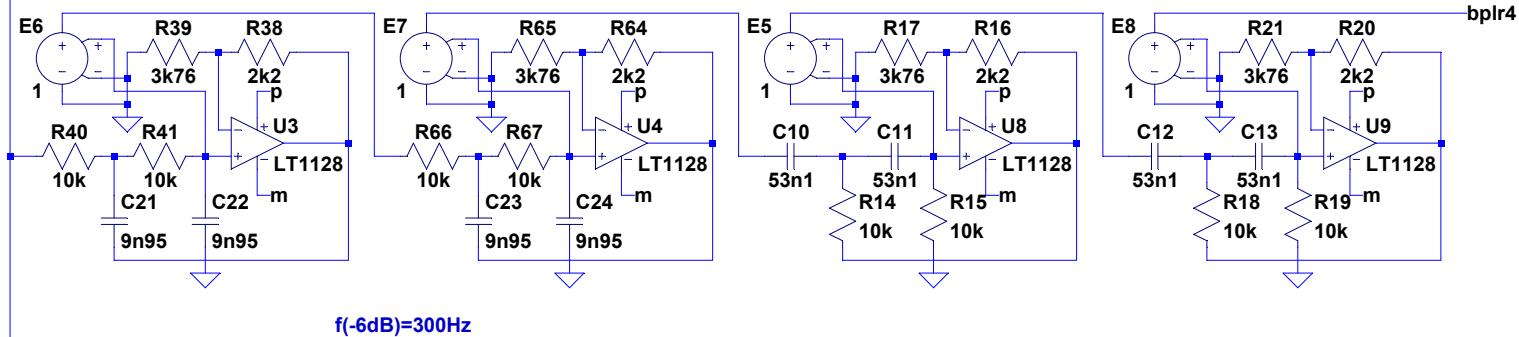 bplr4
E6
R39
R38
E7
R65
R64
E5
R17
R16
E8
R21
R20
3k76
2k2
3k76
2k2
3k76
2k2
3k76
2k2
1
p
1
p
1
p
1
p
R40
R41
U3
R66
R67
U4
C10
C11
U8
C12
C13
U9
10k
10k
LT1128
10k
10k
LT1128
53n1
53n1
LT1128
53n1
53n1
LT1128
C21
C22
m
C23
C24
m
R14
R15
m
R18
R19
m
9n95
9n95
9n95
9n95
10k
10k
10k
10k
f(-6dB)=300Hz